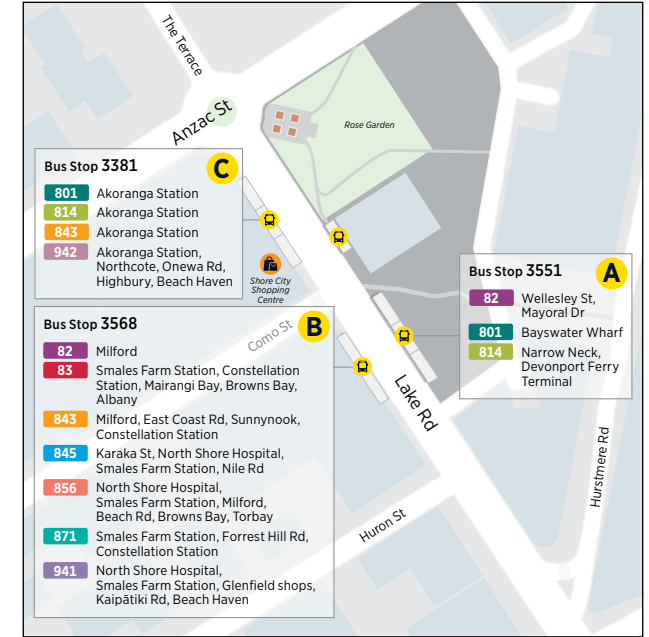 The Terrace
Anzac St
Rose Garden
Bus Stop 3381
C
801 Akoranga Station
814 Akoranga Station
843 Akoranga Station
942 Akoranga Station,
Northcote, Onewa Rd,
Highbury, Beach Haven
Shore City
Shopping
Centre
Bus Stop 3551
A
82 Wellesley St,
Mayoral Dr
801 Bayswater Wharf
814 Narrow Neck,
Devonport Ferry
Terminal
Bus Stop 3568
B
82 Milford
83 Smales Farm Station, Constellation
Station, Mairangi Bay, Browns Bay,
Albany
843 Milford, East Coast Rd, Sunnynook,
Constellation Station
845 Karaka St, North Shore Hospital,
Smales Farm Station, Nile Rd
856 North Shore Hospital,
Smales Farm Station, Milford,
Beach Rd, Browns Bay, Torbay
871 Smales Farm Station, Forrest Hill Rd,
Constellation Station
941 North Shore Hospital,
Smales Farm Station, Glenfield shops,
Kaipātiki Rd, Beach Haven
Como St
Lake Rd
Huron St
Hurstmere Rd